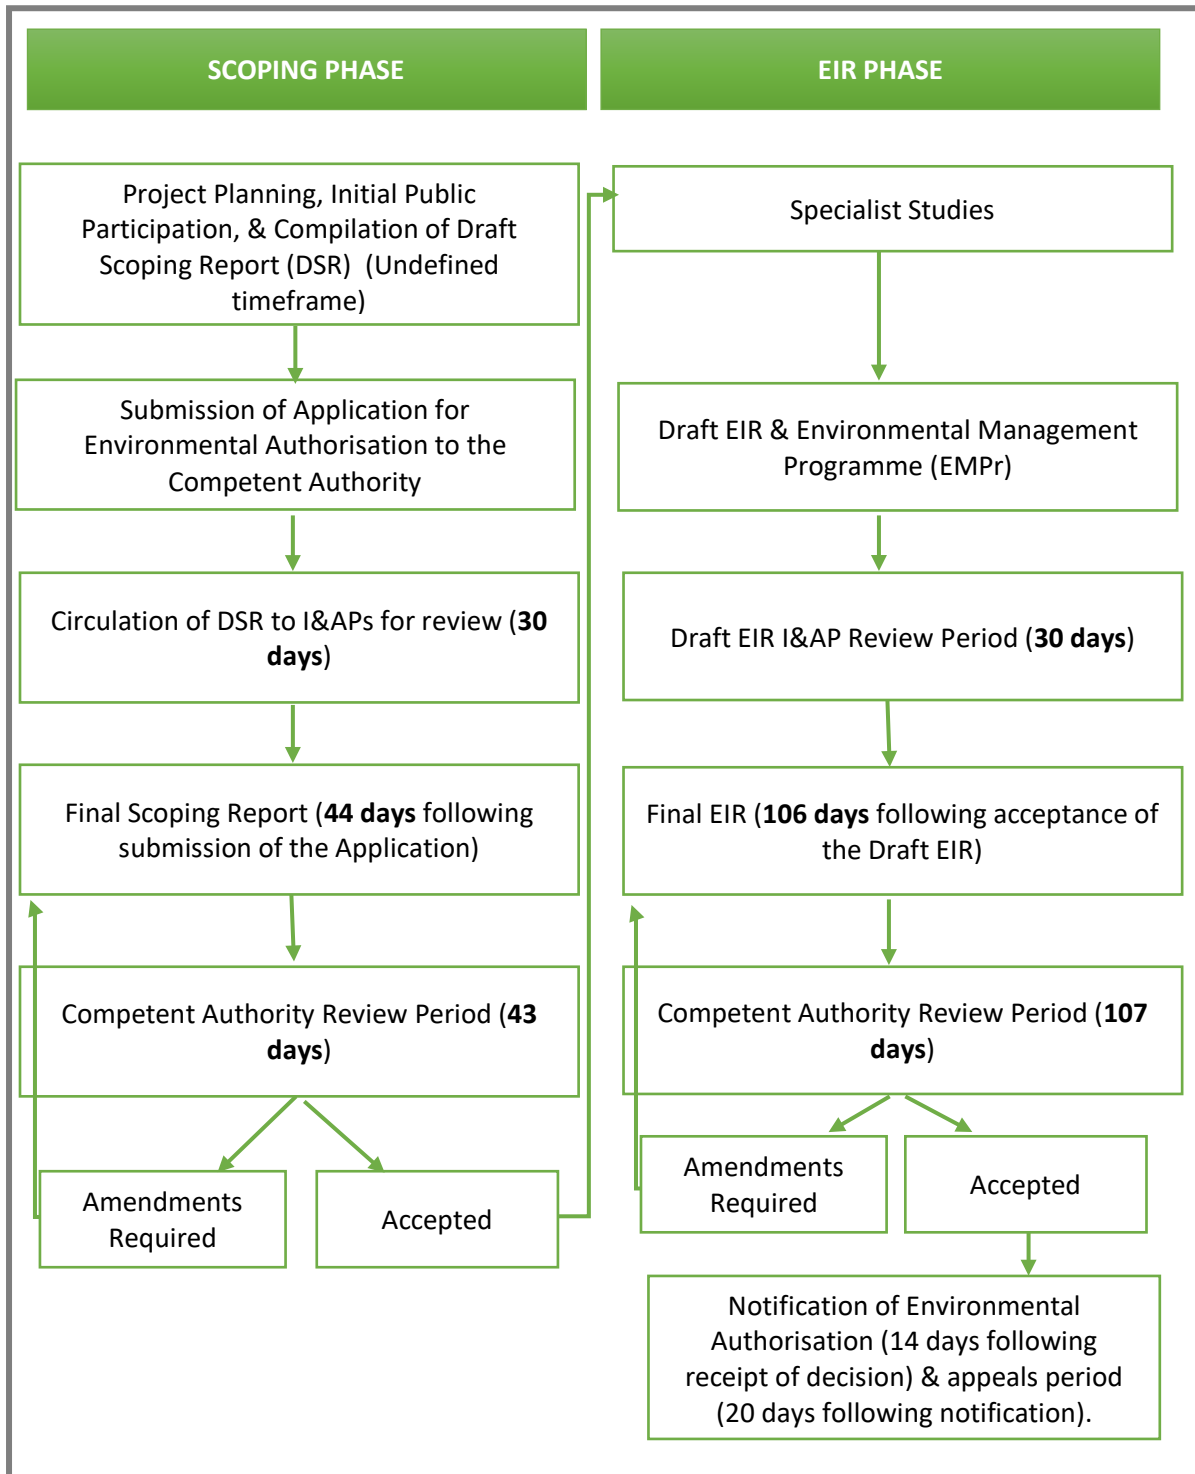 SCOPING PHASE
Project Planning, Initial Public
Participation, & Compilation of Draft
Scoping Report (DSR) (Undefined
timeframe)
Submission of Application for
Environmental Authorisation to the
Competent Authority
Circulation of DSR to I&APs for review (30
days)
Final Scoping Report (44 days following
submission of the Application)
Competent Authority Review Period (43
days)
Amendments
Required
Accepted
EIR PHASE
Specialist Studies
Draft EIR & Environmental Management
Programme (EMPr)
Draft EIR I&AP Review Period (30 days)
Final EIR (106 days following acceptance of
the Draft EIR)
Competent Authority Review Period (107
days)
Amendments
Required
Accepted
Notification of Environmental
Authorisation (14 days following
receipt of decision) & appeals period
(20 days following notification).